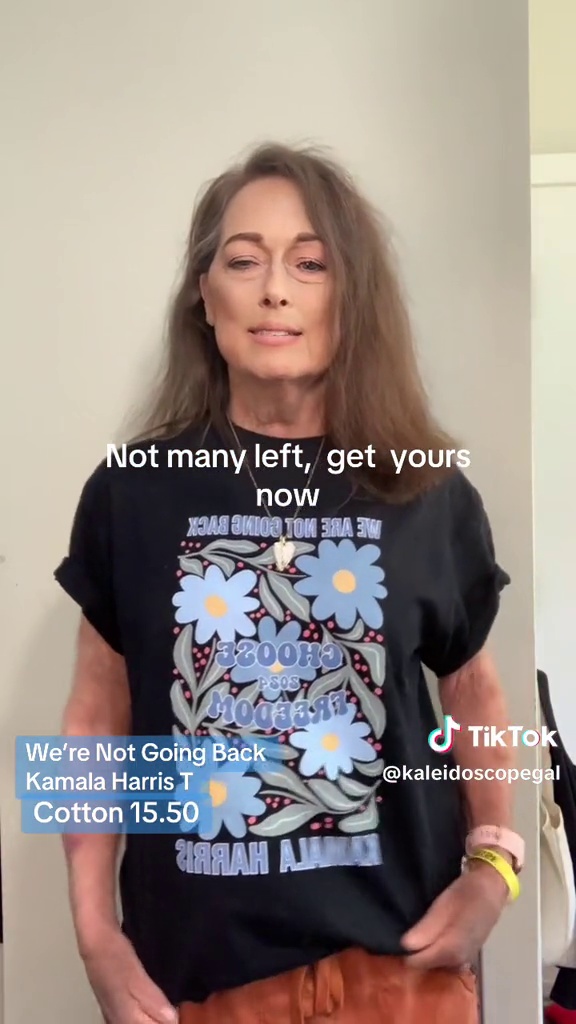 Not many left, get yours
now
WE ARE NOT GOING BACK
CHOOSE
2024
FREEDOM
We're Not Going Back
Kamala Harris T
Cotton 15.50
TikTok
@kaleidoscopegal
KAMALA HARRIS